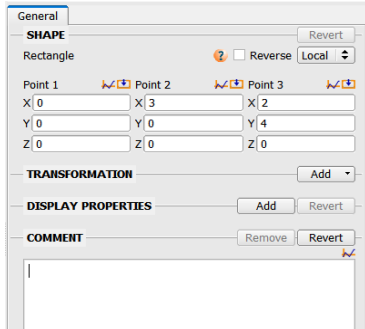 General
SHAPE Revert
Rectangle ? Reverse Local
Point 1 Point 2 Point 3
X 0 X 3 X 2
Y 0 Y 0 Y 4
Z 0 Z 0 Z 0
TRANSFORMATION Add
DISPLAY PROPERTIES Add Revert
COMMENT Remove Revert